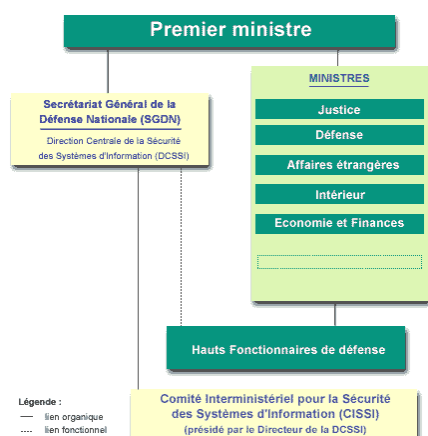 Premier ministre
Secrétariat Général de la
Défense Nationale (SGDN)
Direction Centrale de la Sécurité
des Systèmes d'Information (DCSSI)
MINISTRES
Justice
Défense
Affaires étrangères
Intérieur
Economie et Finances
Hauts Fonctionnaires de défense
Comité Interministériel pour la Sécurité
des Systèmes d'Information (CISSI)
(présidé par le Directeur de la DCSSI)
Légende :
lien organique
lien fonctionnel